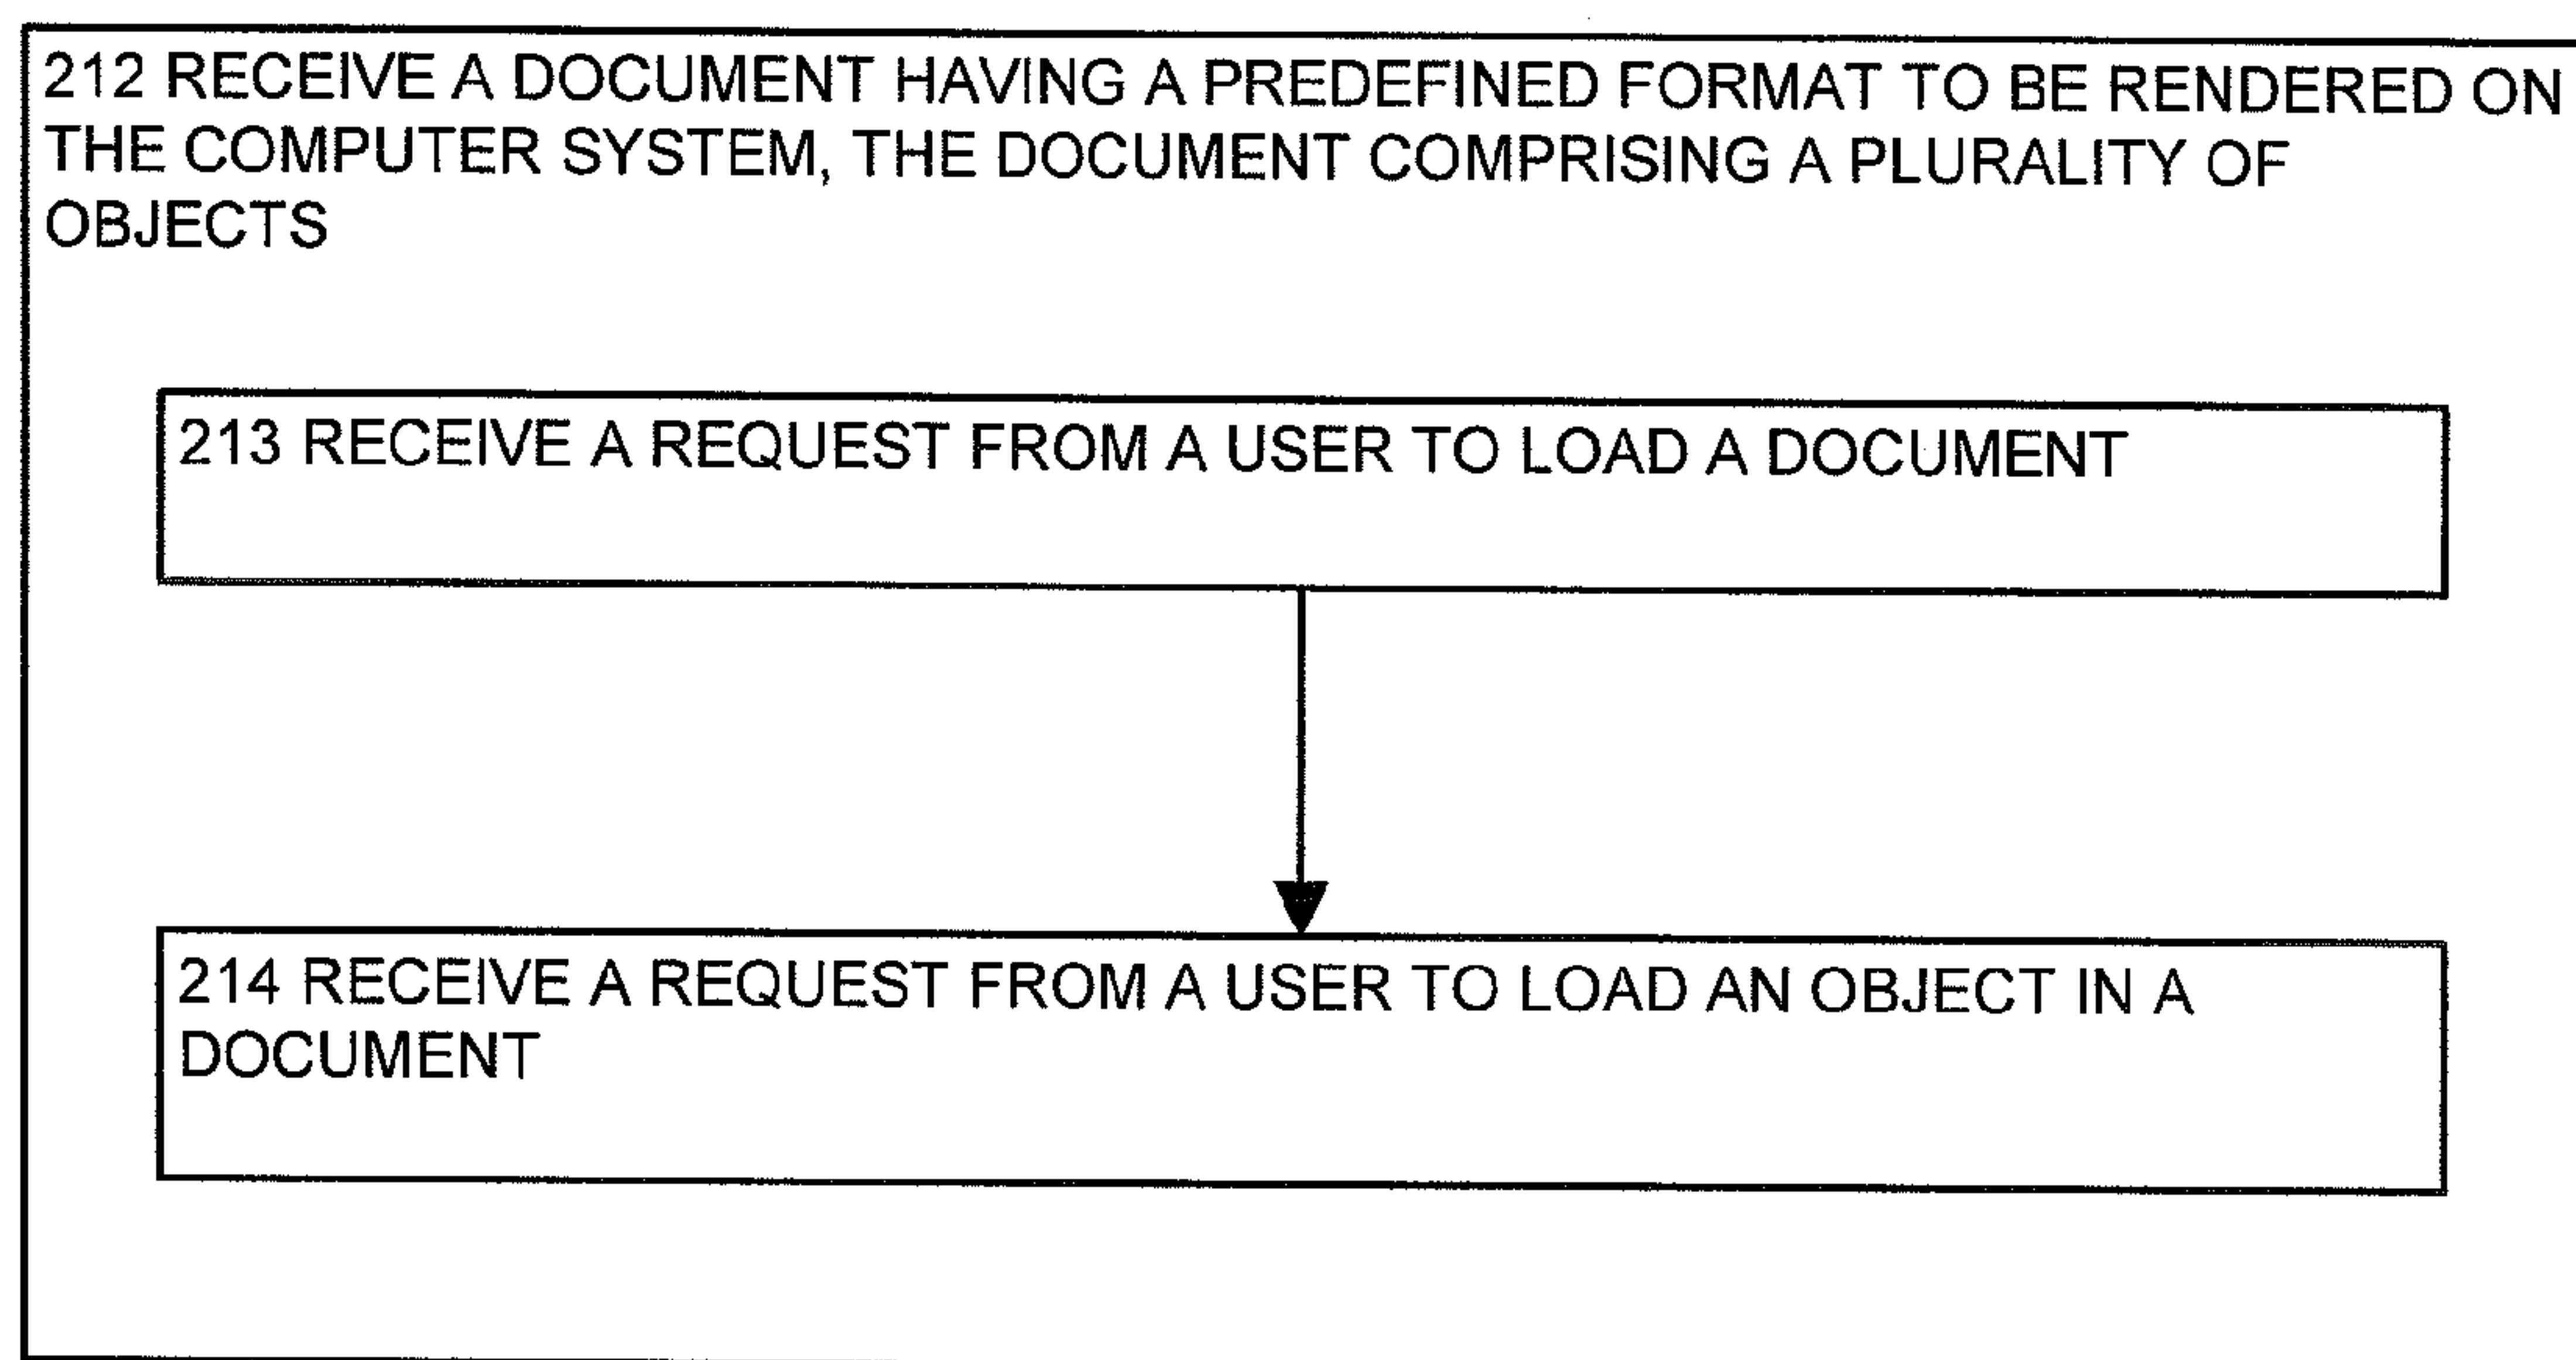 212 RECEIVE A DOCUMENT HAVING A PREDEFINED FORMAT TO BE RENDERED ON
THE COMPUTER SYSTEM, THE DOCUMENT COMPRISING A PLURALITY OF
OBJECTS
213 RECEIVE A REQUEST FROM A USER TO LOAD A DOCUMENT
214 RECEIVE A REQUEST FROM A USER TO LOAD AN OBJECT IN A
DOCUMENT